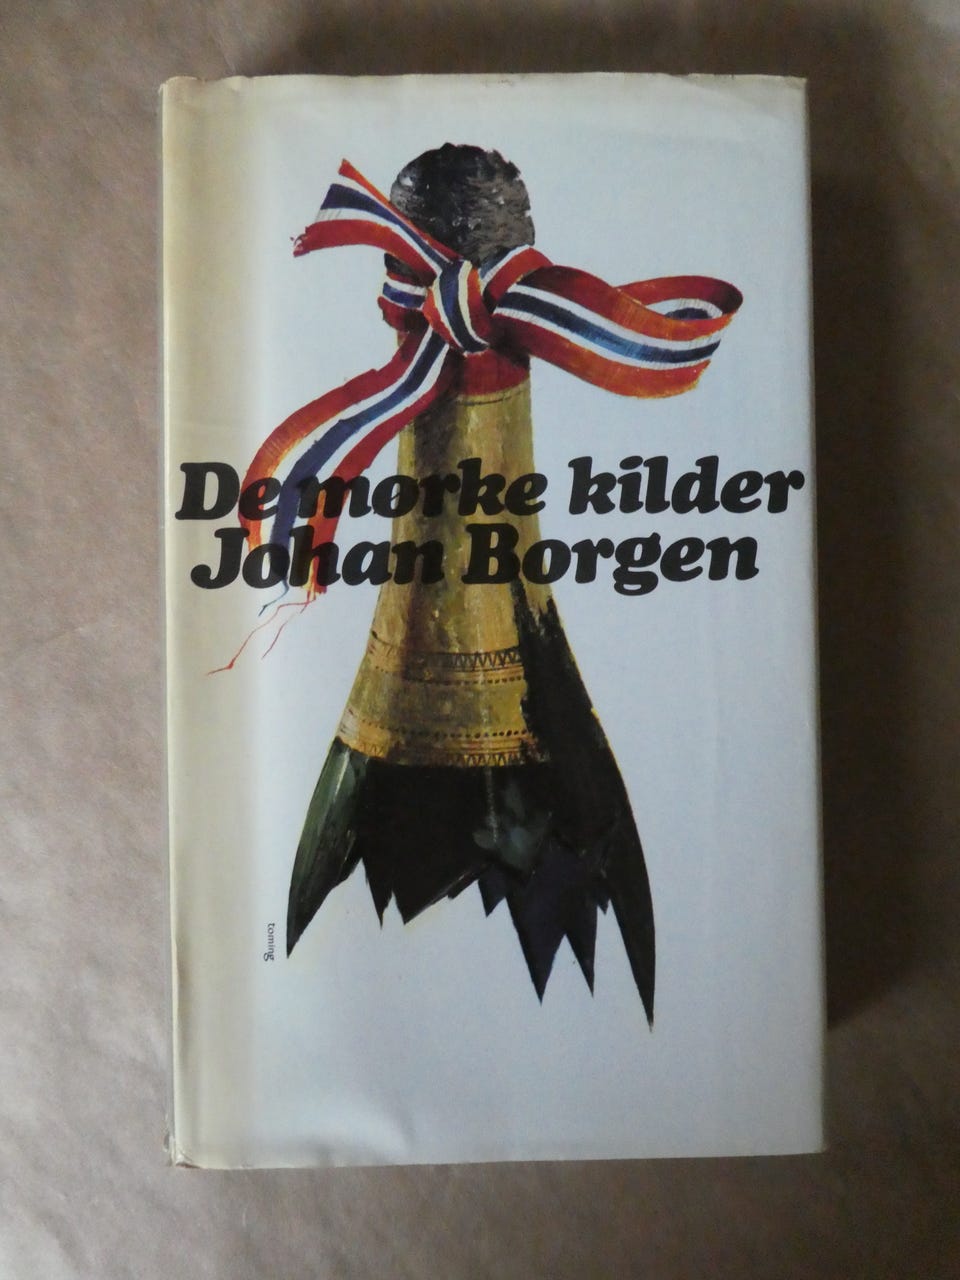 De mørke kilder
Johan Borgen
toming